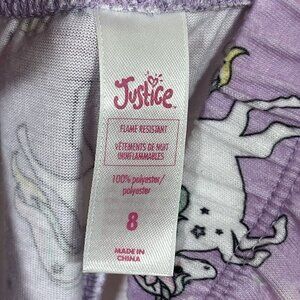 Justice
FLAME RESISTANT
VÊTEMENTS DE NUIT
ININFLAMMABLES
100% polyester/
polyester
8
MADE IN
CHINA